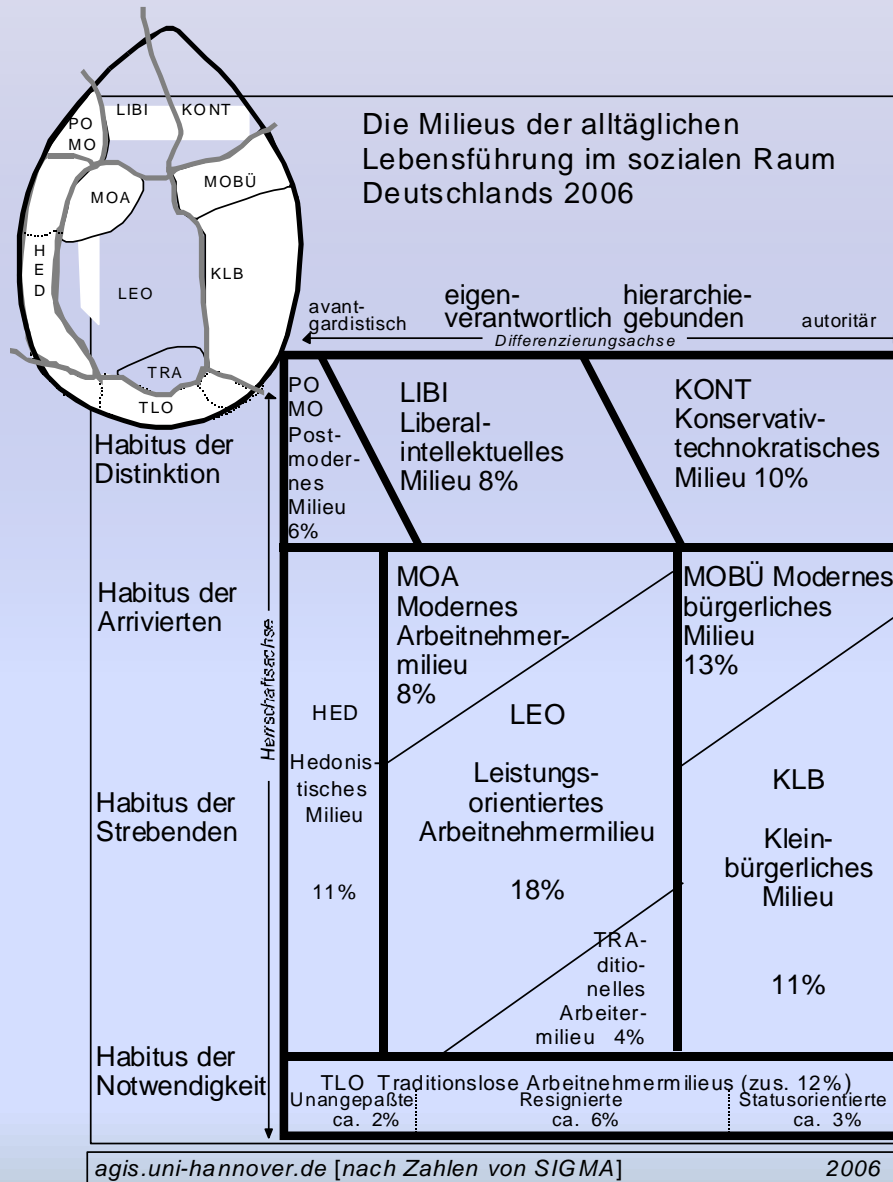 PO
MO
LIBI
KONT
MOA
MOBÜ
H
E
D
LEO
KLB
TRA
TLO
Die Milieus der alltäglichen
Lebensführung im sozialen Raum
Deutschlands 2006
avant-
gardistisch
eigen-
verantwortlich
hierarchie-
gebunden
autoritär
Differenzierungsachse
Herrschaftsachse
Habitus der
Distinktion
PO
MO
Post-
moder-
nes
Milieu
6%
LIBI
Liberal-
intellektuelles
Milieu 8%
KONT
Konservativ-
technokratisches
Milieu 10%
Habitus der
Arrivierten
MOA
Modernes
Arbeitnehmer-
milieu
8%
MOBÜ Modernes
bürgerliches
Milieu
13%
Habitus der
Strebenden
HED
Hedonis-
tisches
Milieu
11%
LEO
Leistungs-
orientiertes
Arbeitnehmermilieu
18%
KLB
Klein-
bürgerliches
Milieu
11%
TRA-
ditio-
nelles
Arbeiter-
milieu 4%
Habitus der
Notwendigkeit
TLO Traditionslose Arbeitnehmermilieus (zus. 12%)
Unangepaßte
ca. 2%
Resignierte
ca. 6%
Statusorientierte
ca. 3%
agis.uni-hannover.de [nach Zahlen von SIGMA] 2006